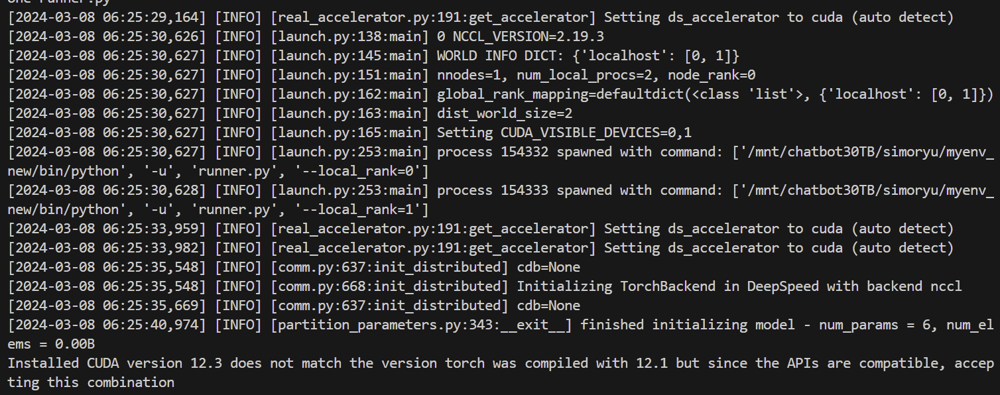 one runner.py
[2024-03-08 06:25:29,164] [INFO] [real_accelerator.py:191:get_accelerator] Setting ds_accelerator to cuda (auto detect)
[2024-03-08 06:25:30,626] [INFO] [launch.py:138:main] 0 NCCL_VERSION=2.19.3
[2024-03-08 06:25:30,627] [INFO] [launch.py:145:main] WORLD INFO DICT: {'localhost': [0, 1]}
[2024-03-08 06:25:30,627] [INFO] [launch.py:151:main] nnodes=1, num_local_procs=2, node_rank=0
[2024-03-08 06:25:30,627] [INFO] [launch.py:162:main] global_rank_mapping=defaultdict(<class 'list'>, {'localhost': [0, 1]})
[2024-03-08 06:25:30,627] [INFO] [launch.py:163:main] dist_world_size=2
[2024-03-08 06:25:30,627] [INFO] [launch.py:165:main] Setting CUDA_VISIBLE_DEVICES=0,1
[2024-03-08 06:25:30,627] [INFO] [launch.py:253:main] process 154332 spawned with command: ['/mnt/chatbot30TB/simoryu/myenv_
new/bin/python', '-u', 'runner.py', '--local_rank=0']
[2024-03-08 06:25:30,628] [INFO] [launch.py:253:main] process 154333 spawned with command: ['/mnt/chatbot30TB/simoryu/myenv_
new/bin/python', '-u', 'runner.py', '--local_rank=1']
[2024-03-08 06:25:33,959] [INFO] [real_accelerator.py:191:get_accelerator] Setting ds_accelerator to cuda (auto detect)
[2024-03-08 06:25:33,982] [INFO] [real_accelerator.py:191:get_accelerator] Setting ds_accelerator to cuda (auto detect)
[2024-03-08 06:25:35,548] [INFO] [comm.py:637:init_distributed] cdb=None
[2024-03-08 06:25:35,548] [INFO] [comm.py:668:init_distributed] Initializing TorchBackend in DeepSpeed with backend nccl
[2024-03-08 06:25:35,669] [INFO] [comm.py:637:init_distributed] cdb=None
[2024-03-08 06:25:40,974] [INFO] [partition_parameters.py:343:__exit__] finished initializing model - num_params = 6, num_el
ems = 0.00B
Installed CUDA version 12.3 does not match the version torch was compiled with 12.1 but since the APIs are compatible, accep
ting this combination